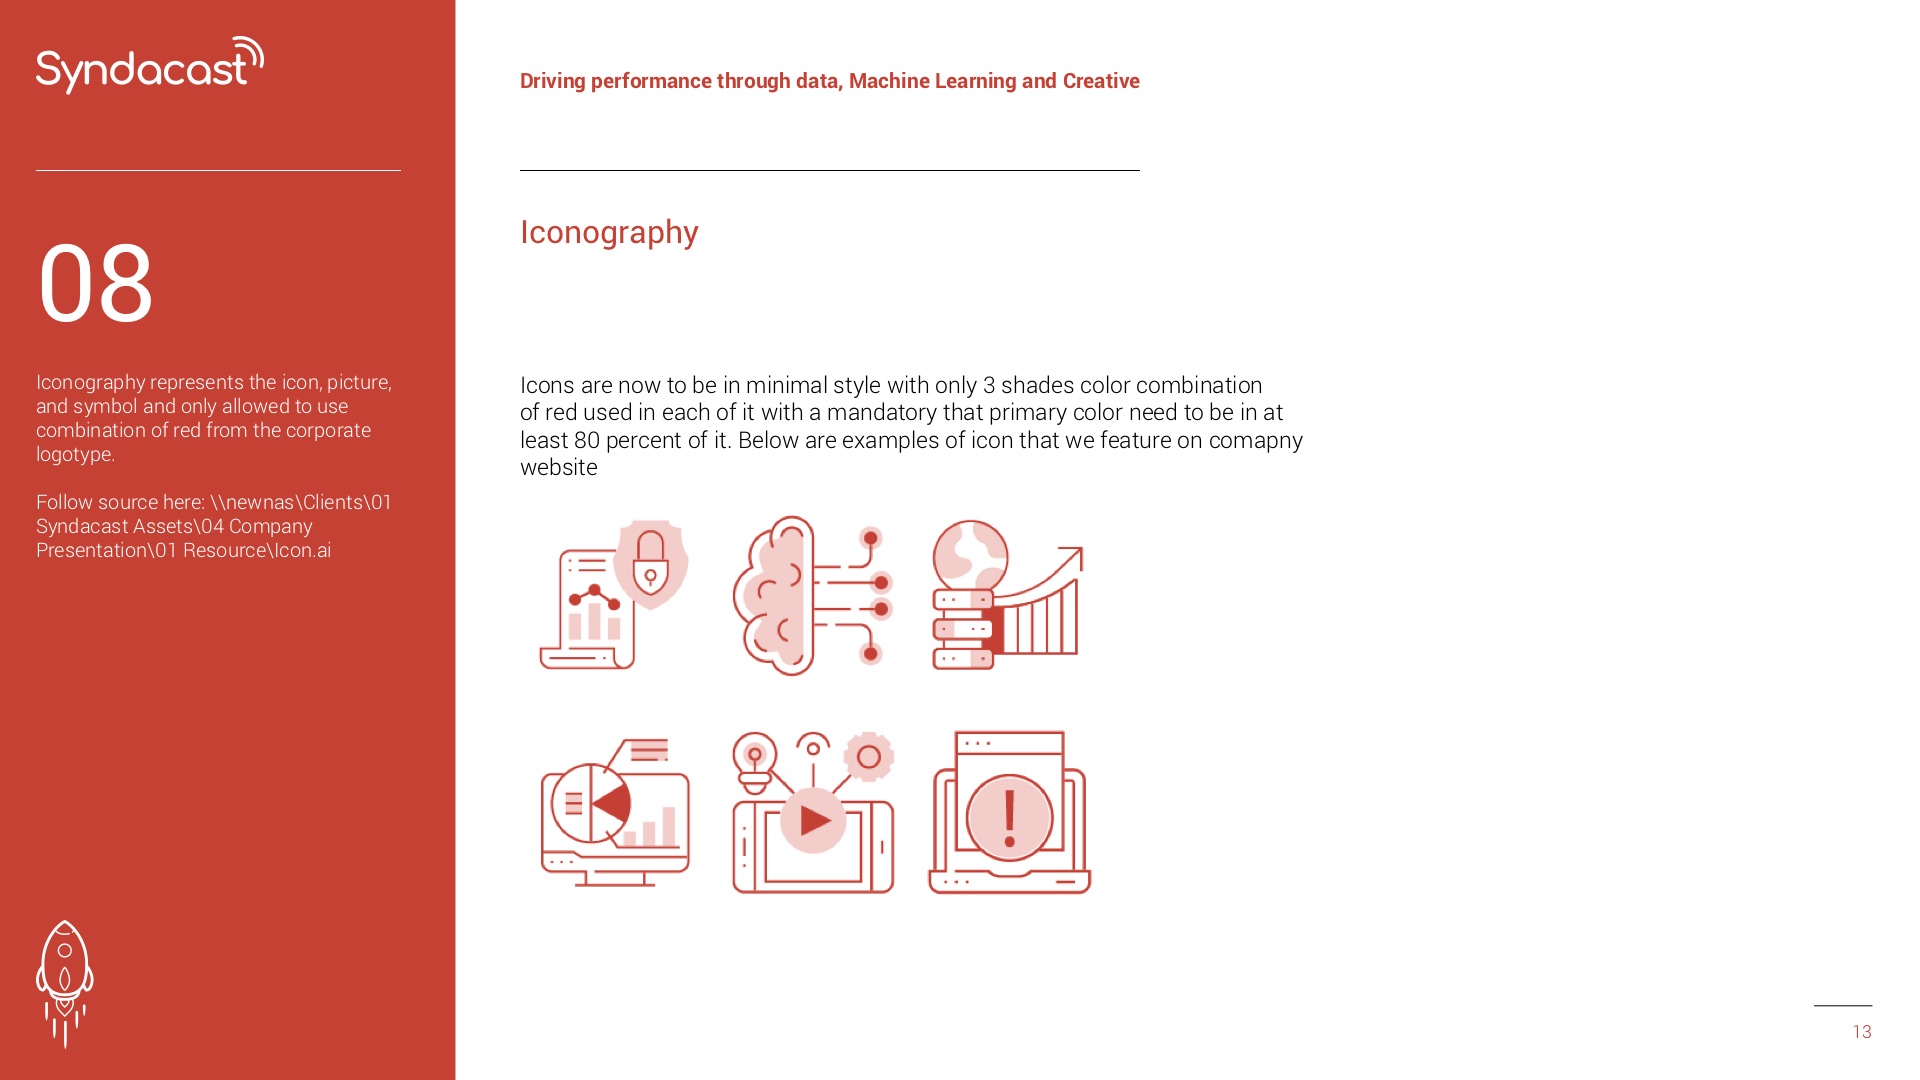 Syndacast
Driving performance through data, Machine Learning and Creative
08
Iconography represents the icon, picture,
and symbol and only allowed to use
combination of red from the corporate
logotype.
Follow source here: \\newnas\Clients\01
Syndacast Assets\04 Company
Presentation\01 Resource\Icon.ai
Iconography
Icons are now to be in minimal style with only 3 shades color combination
of red used in each of it with a mandatory that primary color need to be in at
least 80 percent of it. Below are examples of icon that we feature on comapny
website
!
13